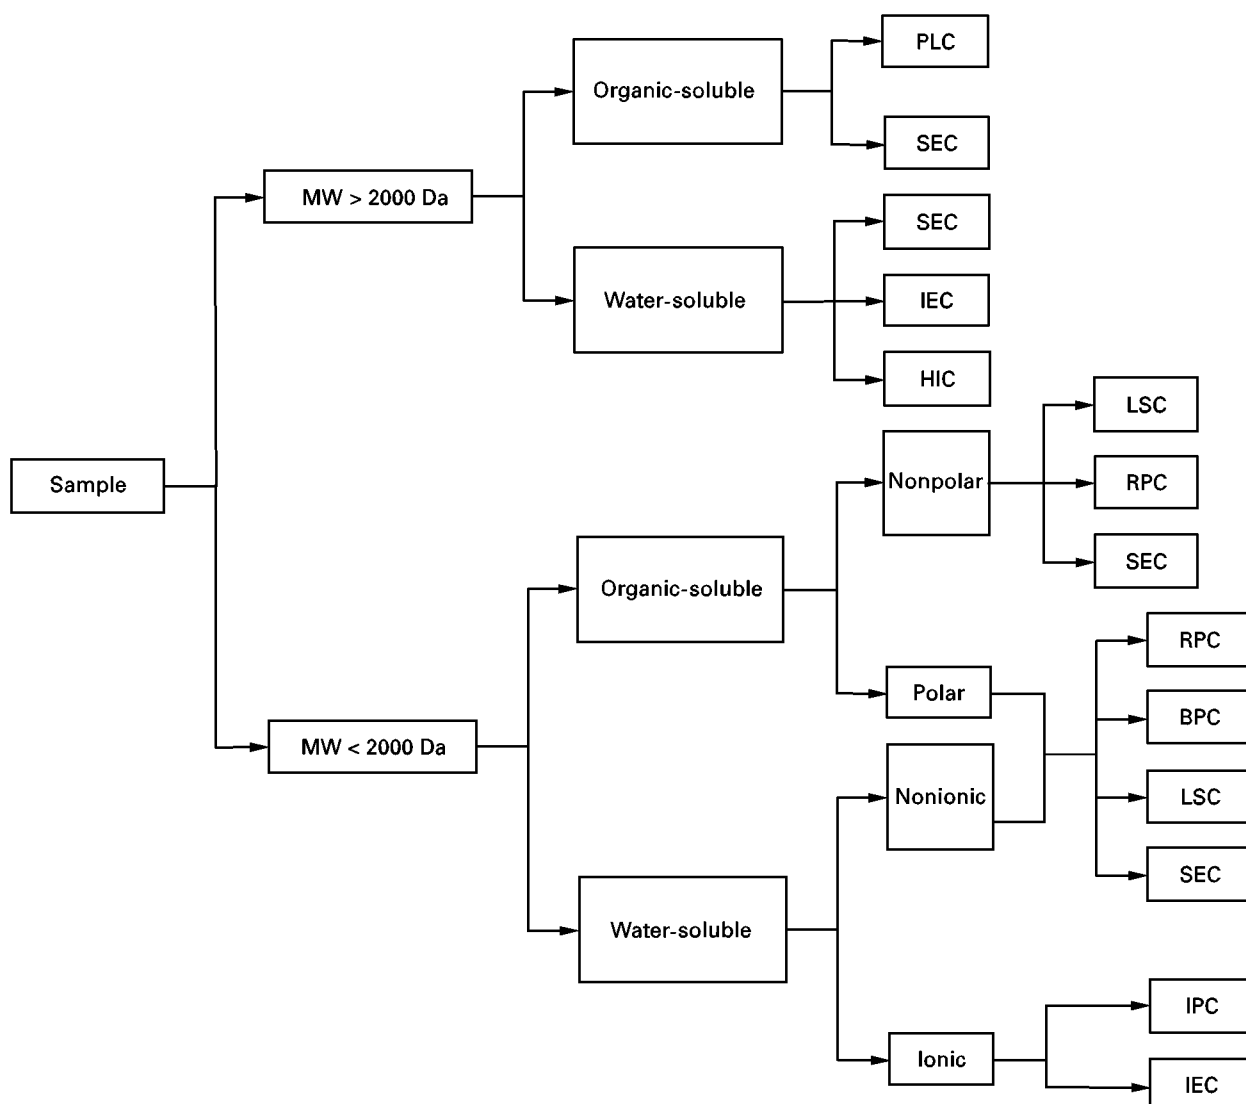 PLC
Organic-soluble
SEC
MW > 2000 Da
SEC
Water-soluble
IEC
HIC
LSC
Sample
Nonpolar
RPC
SEC
Organic-soluble
RPC
Polar
BPC
MW < 2000 Da
Nonionic
LSC
SEC
Water-soluble
IPC
Ionic
IEC